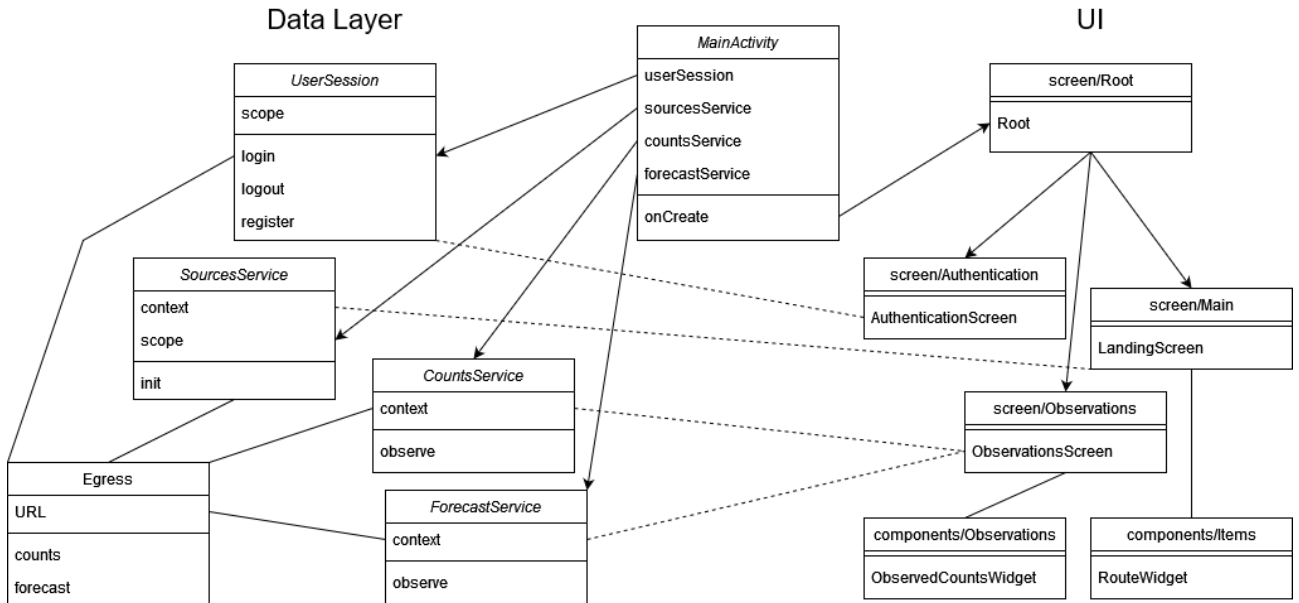 Data Layer
UI
MainActivity
userSession
sourcesService
countsService
forecastService
onCreate
UserSession
scope
login
logout
register
screen/Root
Root
SourcesService
context
scope
init
screen/Authentication
AuthenticationScreen
screen/Main
LandingScreen
CountsService
context
observe
screen/Observations
ObservationsScreen
Egress
URL
counts
forecast
ForecastService
context
observe
components/Observations
ObservedCountsWidget
components/Items
RouteWidget